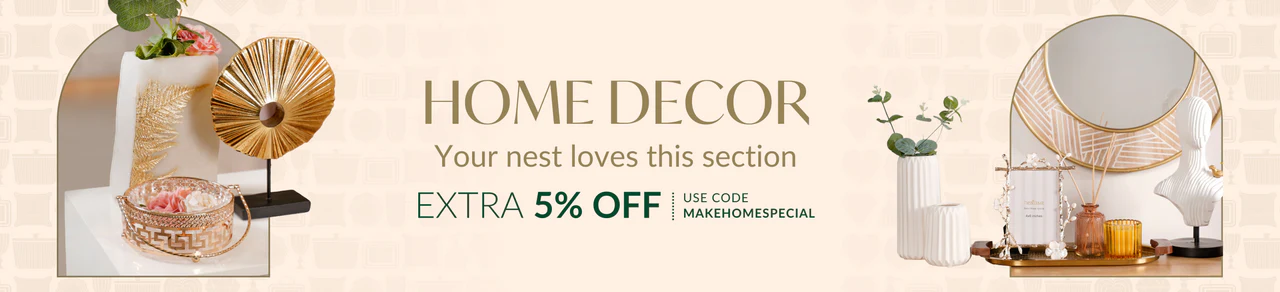 HOME DECOR
Your nest loves this section
EXTRA 5% OFF
USE CODE
MAKEHOMESPECIAL